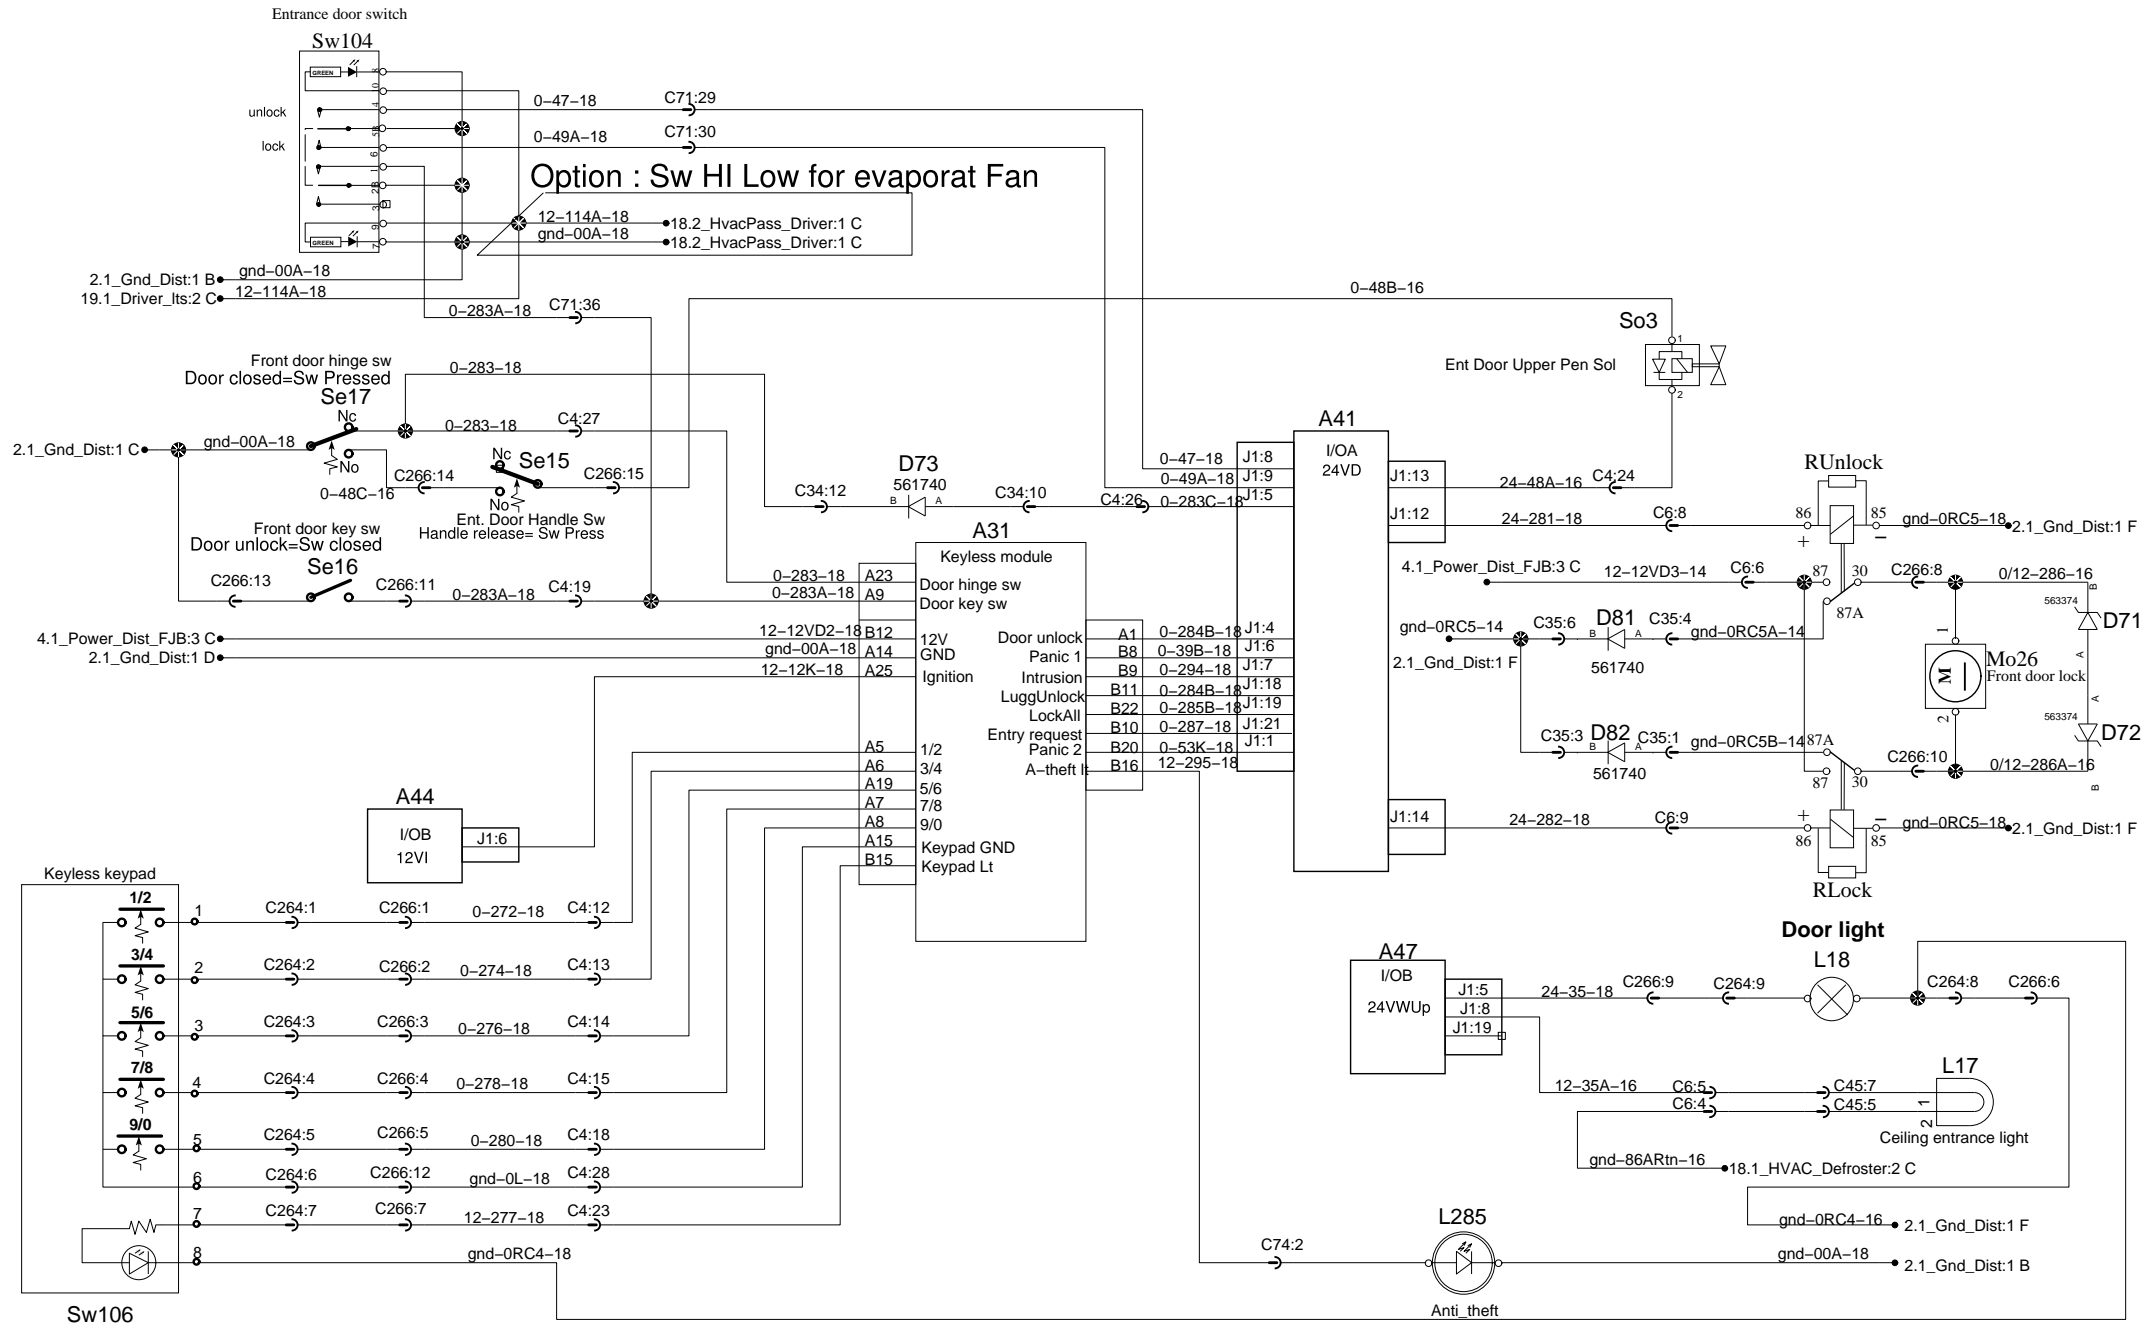 Entrance door switch
Sw104
GREEN
8
10
unlock
4
5B
lock
6
1
2B
3
9
GREEN
7
0-47-18
C71:29
0-49A-18
C71:30
Option : Sw HI Low for evaporat Fan
12-114A-18
18.2_HvacPass_Driver:1 C
gnd-00A-18
18.2_HvacPass_Driver:1 C
2.1_Gnd_Dist:1 B
gnd-00A-18
19.1_Driver_lts:2 C
12-114A-18
0-283A-18
C71:36
0-48B-16
So3
1
Ent Door Upper Pen Sol
2
Front door hinge sw
Door closed=Sw Pressed
Se17
Nc
0-283-18
0-283-18
C4:27
2.1_Gnd_Dist:1 C
gnd-00A-18
No
0-48C-16
C266:14
Nc
Se15
C266:15
No
Ent. Door Handle Sw
Handle release= Sw Press
Front door key sw
Door unlock=Sw closed
Se16
C266:13
C266:11
0-283A-18
C4:19
C34:12
D73
561740
B
A
C34:10
C4:26
0-283C-18
0-47-18
0-49A-18
J1:8
J1:9
J1:5
A41
I/OA
24VD
J1:13
24-48A-16
C4:24
J1:12
24-281-18
C6:8
RUnlock
86
85
+
-
gnd-0RC5-18
2.1_Gnd_Dist:1 F
4.1_Power_Dist_FJB:3 C
12-12VD3-14
C6:6
87
30
87A
C266:8
0/12-286-16
B
563374
D71
A
gnd-0RC5-14
2.1_Gnd_Dist:1 F
C35:6
B
D81
A
561740
C35:4
gnd-0RC5A-14
1
M
Mo26
Front door lock
2
A
563374
D72
B
C35:3
B
D82
A
561740
C35:1
gnd-0RC5B-14
87A
87
30
C266:10
0/12-286A-16
J1:14
24-282-18
C6:9
+
-
86
85
gnd-0RC5-18
2.1_Gnd_Dist:1 F
RLock
A31
Keyless module
0-283-18
A23
Door hinge sw
0-283A-18
A9
Door key sw
4.1_Power_Dist_FJB:3 C
12-12VD2-18
B12
12V
2.1_Gnd_Dist:1 D
gnd-00A-18
A14
GND
12-12K-18
A25
Ignition
Door unlock
A1
0-284B-18
J1:4
Panic 1
B8
0-39B-18
J1:6
Intrusion
B9
0-294-18
J1:7
LuggUnlock
B11
0-284B-18
J1:18
LockAll
B22
0-285B-18
J1:19
Entry request
B10
0-287-18
J1:21
Panic 2
B20
0-53K-18
J1:1
A-theft lt
B16
12-295-18
A5
1/2
A6
3/4
A19
5/6
A7
7/8
A8
9/0
A15
Keypad GND
B15
Keypad Lt
A44
I/OB
12VI
J1:6
Keyless keypad
1/2
1
C264:1
C266:1
0-272-18
C4:12
3/4
2
C264:2
C266:2
0-274-18
C4:13
5/6
3
C264:3
C266:3
0-276-18
C4:14
7/8
4
C264:4
C266:4
0-278-18
C4:15
9/0
5
C264:5
C266:5
0-280-18
C4:18
6
C264:6
C266:12
gnd-0L-18
C4:28
7
C264:7
C266:7
12-277-18
C4:23
8
gnd-0RC4-18
Sw106
Door light
A47
I/OB
24VWUp
J1:5
J1:8
J1:19
24-35-18
C266:9
C264:9
L18
C264:8
C266:6
12-35A-16
C6:5
C6:4
C45:7
C45:5
L17
1
2
Ceiling entrance light
gnd-86ARtn-16
18.1_HVAC_Defroster:2 C
gnd-0RC4-16
2.1_Gnd_Dist:1 F
C74:2
L285
Anti_theft
gnd-00A-18
2.1_Gnd_Dist:1 B